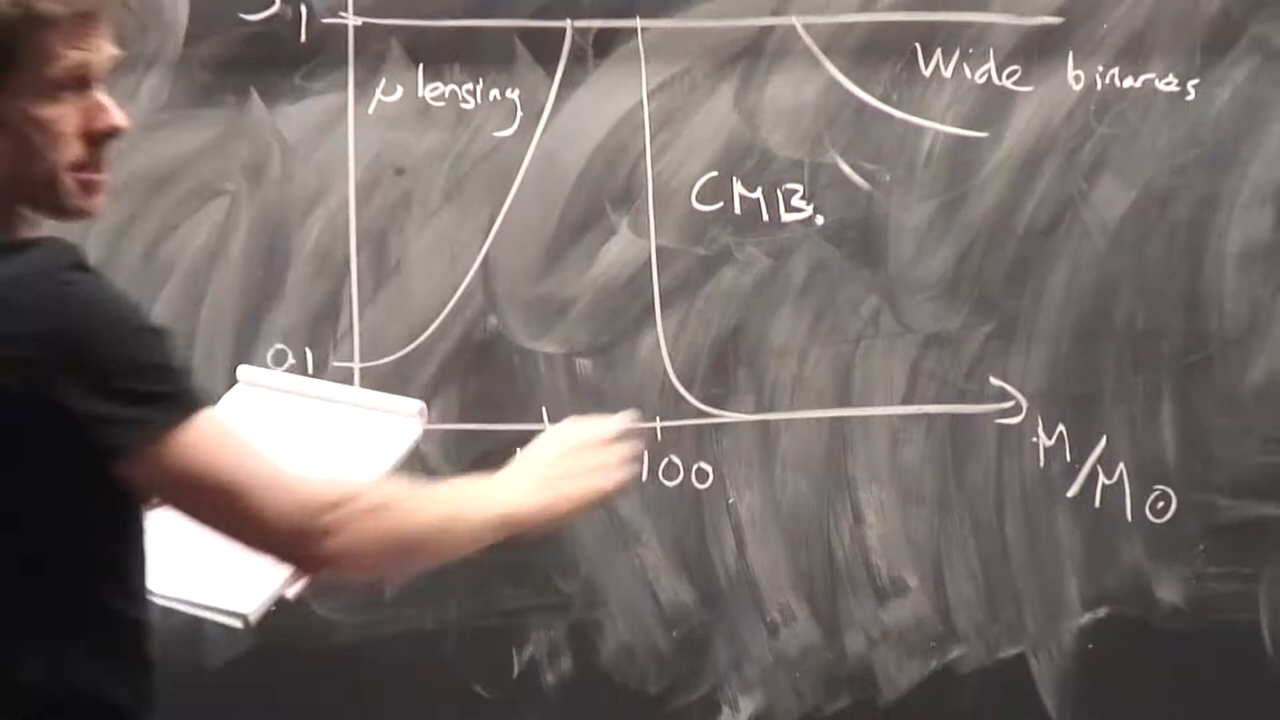 1
μ lensing
Wide binaries
CMB.
0.1
100
M/M⊙